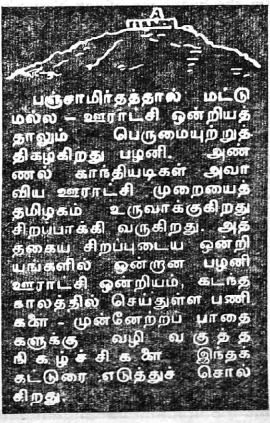 பஞ்சாமிர்தத்தால் மட்டு
மல்ல - ஊராட்சி ஒன்றியத்
தாலும் பெருமையுற்றுத்
திகழ்கிறது பழனி. அண்
ணல் காந்தியடிகள் அவா
விய ஊராட்சி முறையைத்
தமிழகம் உருவாக்குகிறது
சிறப்பாக்கி வருகிறது. அத்
தகைய சிறப்புடைய ஒன்றி
யங்களில் ஒன்றான பழனி
ஊராட்சி ஒன்றியம், கடந்த
காலத்தில் செய்துள்ள பணி
களை - முன்னேற்றப் பாதை
களுக்கு வழி வகுத்த
நிகழ்ச்சிகளை இந்தக்
கட்டுரை எடுத்துச் சொல்
கிறது.